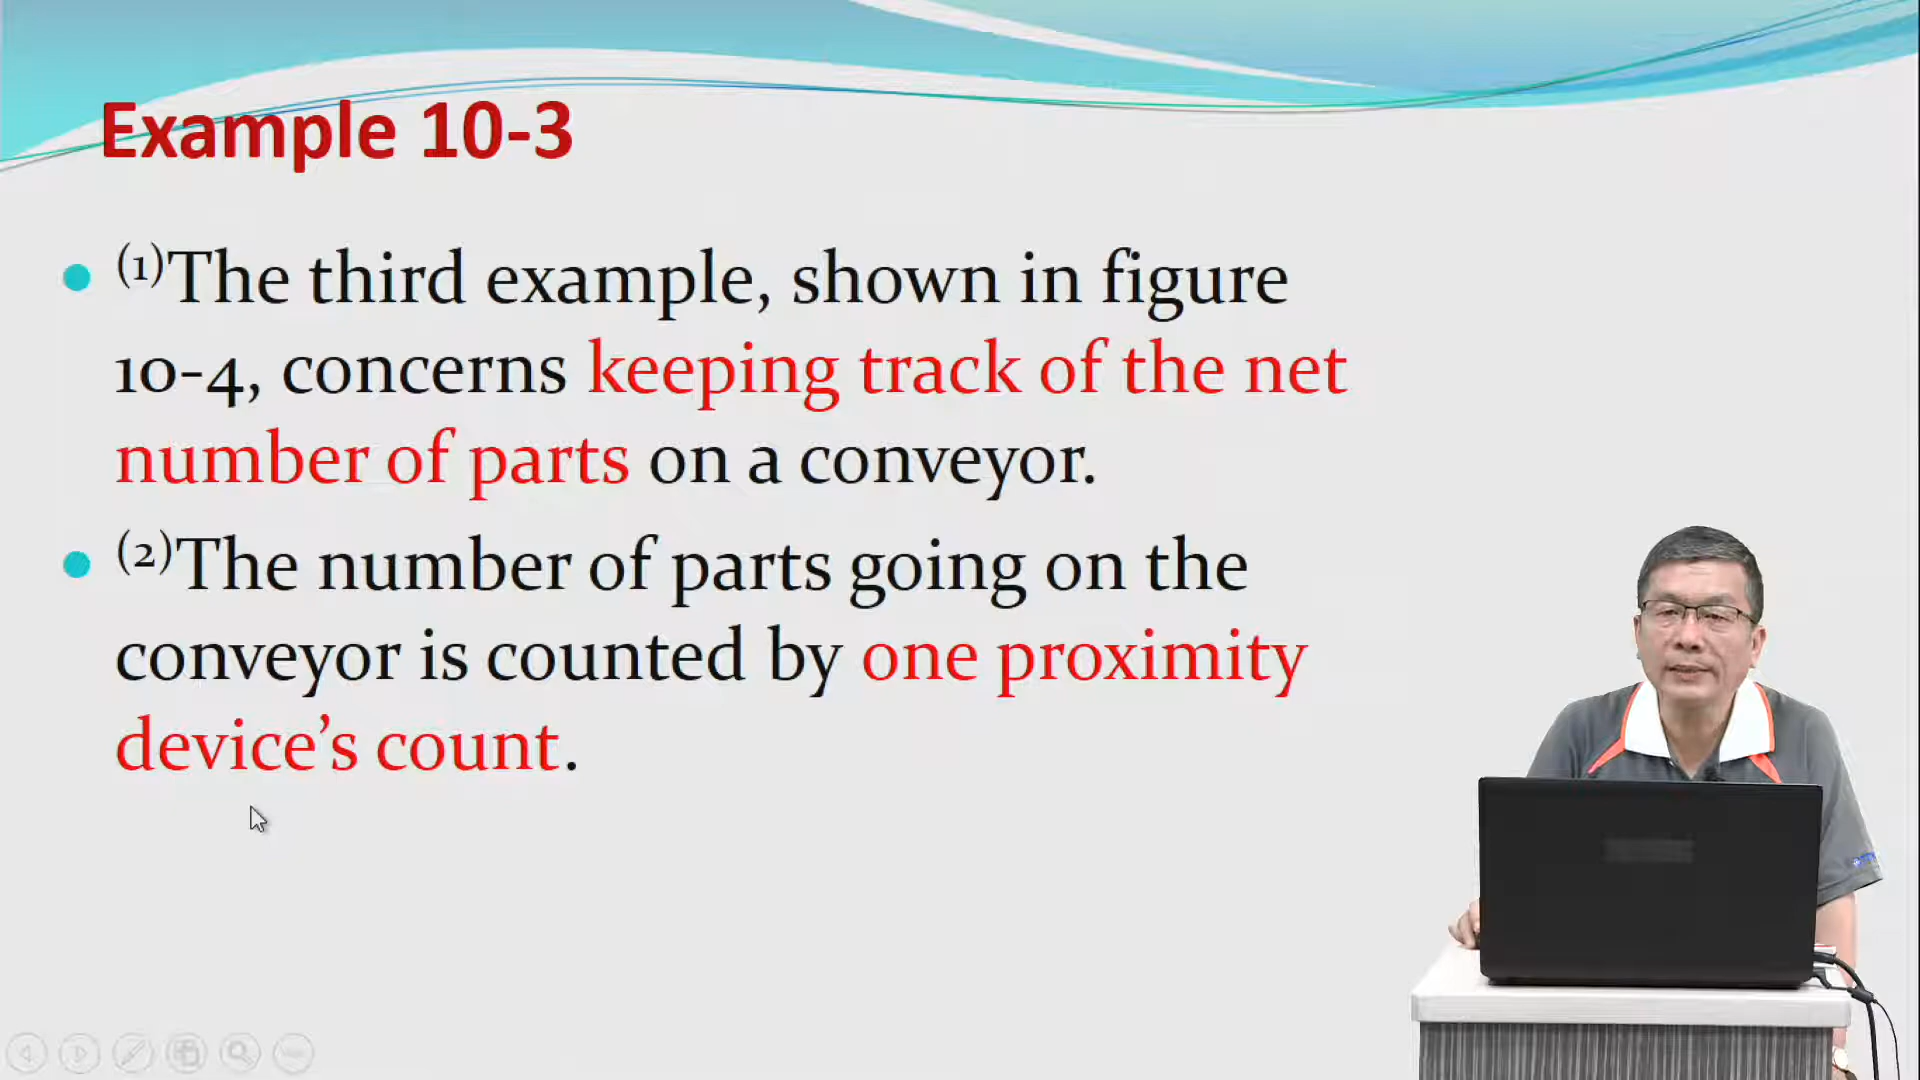 Example 10-3
(1)The third example, shown in figure
10-4, concerns keeping track of the net
number of parts on a conveyor.
(2)The number of parts going on the
conveyor is counted by one proximity
device's count.